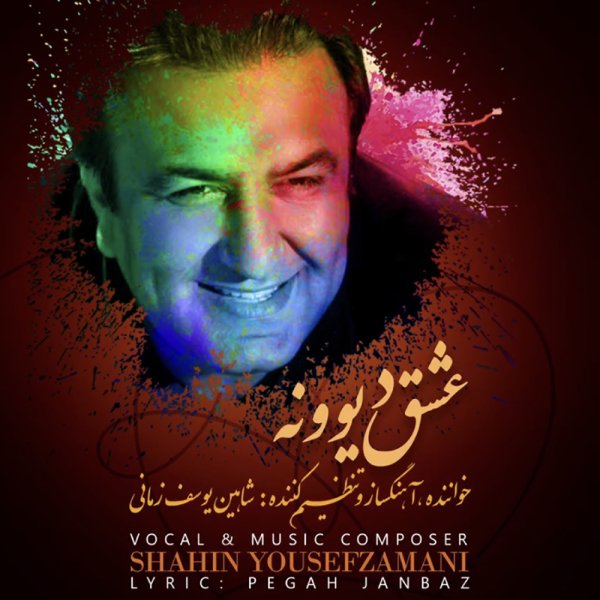 عشق دیوونه
خواننده، آهنگساز و تنظیم کننده : شاهین یوسف زمانی
VOCAL & MUSIC COMPOSER
SHAHIN YOUSEFZAMANI
LYRIC: PEGAH JANBAZ